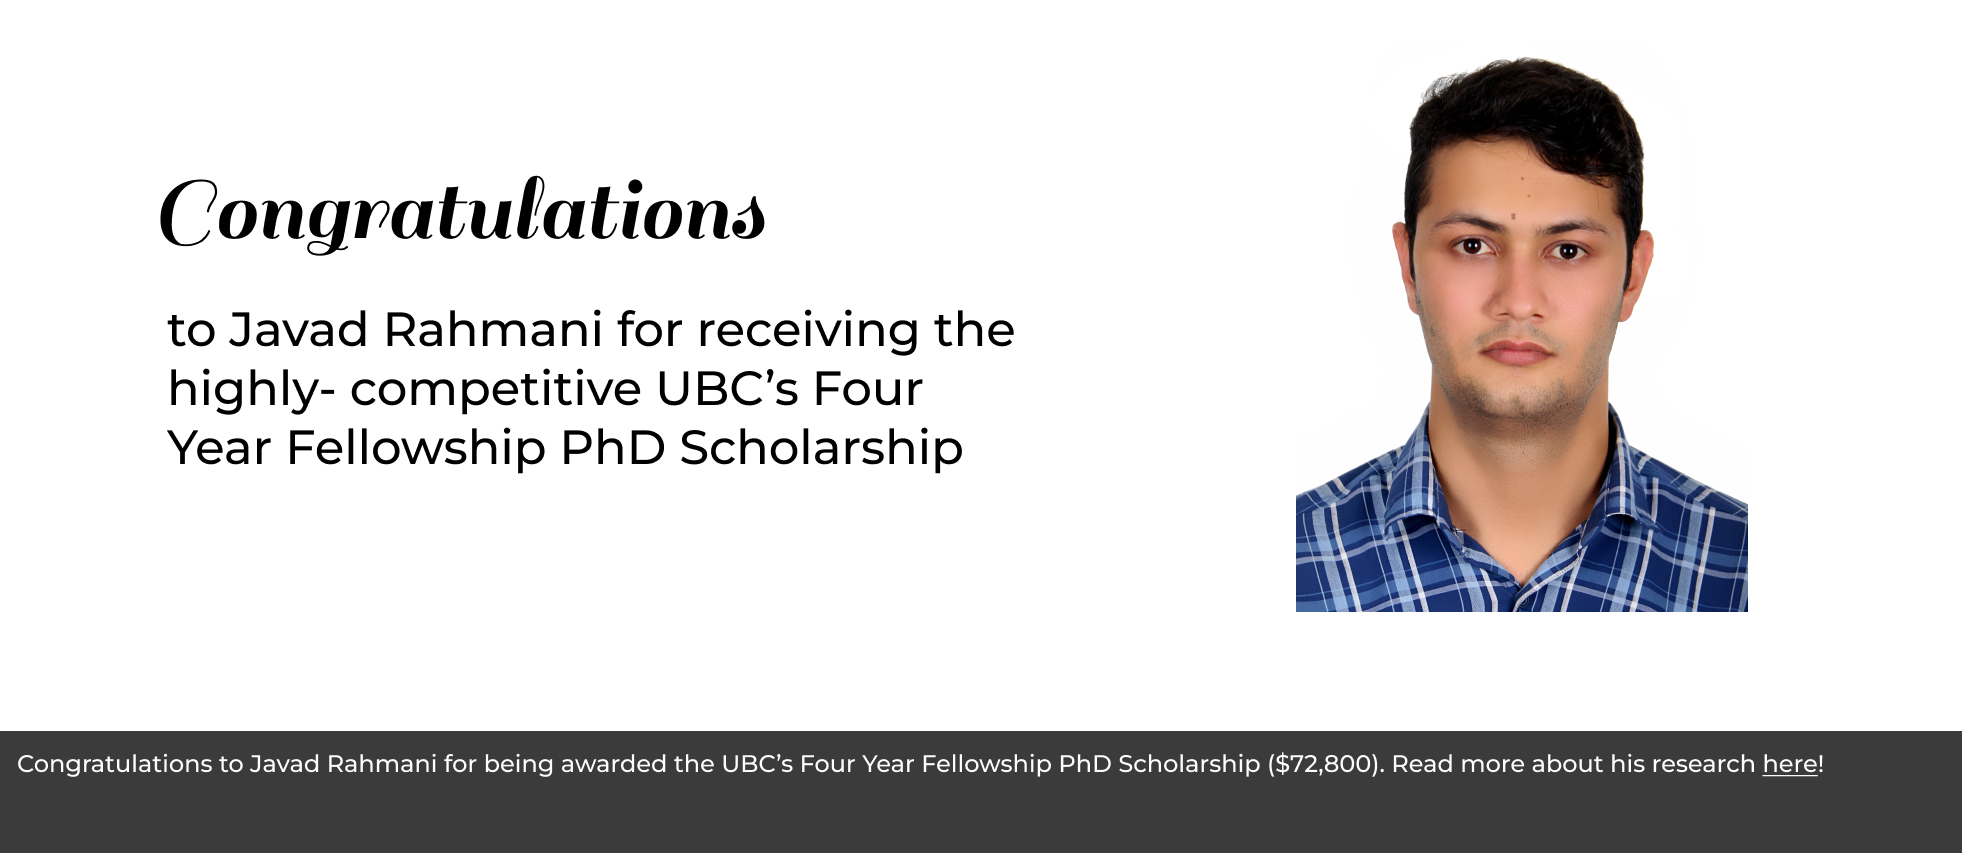 Congratulations
to Javad Rahmani for receiving the
highly- competitive UBC’s Four
Year Fellowship PhD Scholarship
Congratulations to Javad Rahmani for being awarded the UBC’s Four Year Fellowship PhD Scholarship ($72,800). Read more about his research here!